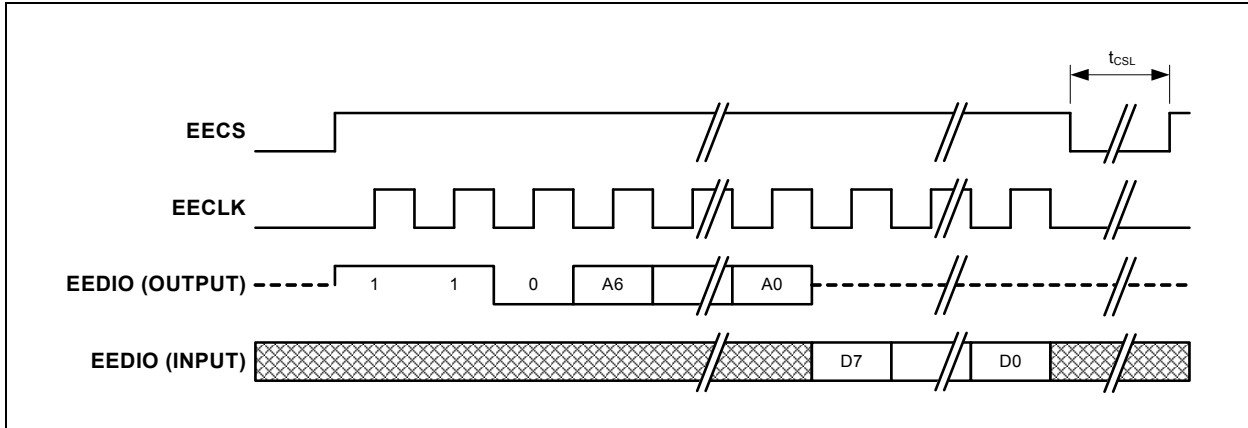 tCSL
EECS
EECLK
EEDIO (OUTPUT)
1 1 0 A6 A0
EEDIO (INPUT)
D7 D0